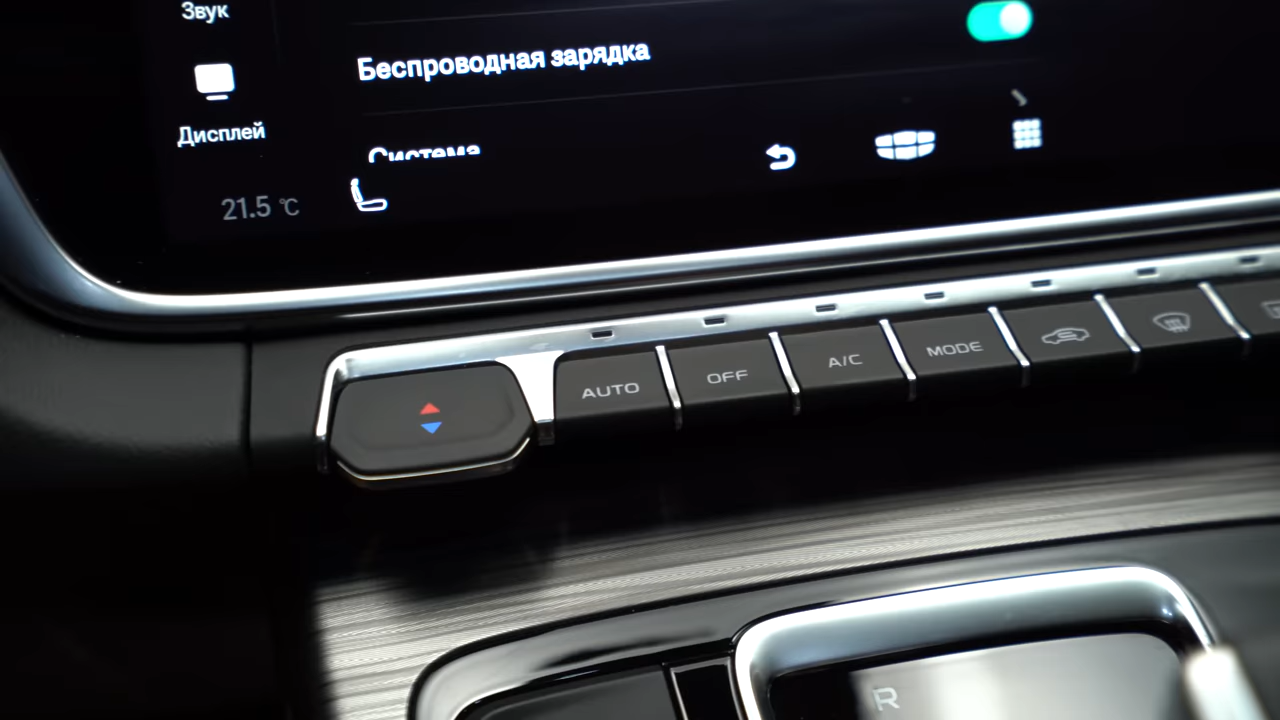 Звук
Беспроводная зарядка
Дисплей
Система
21.5 °C
AUTO
OFF
A/C
MODE
R